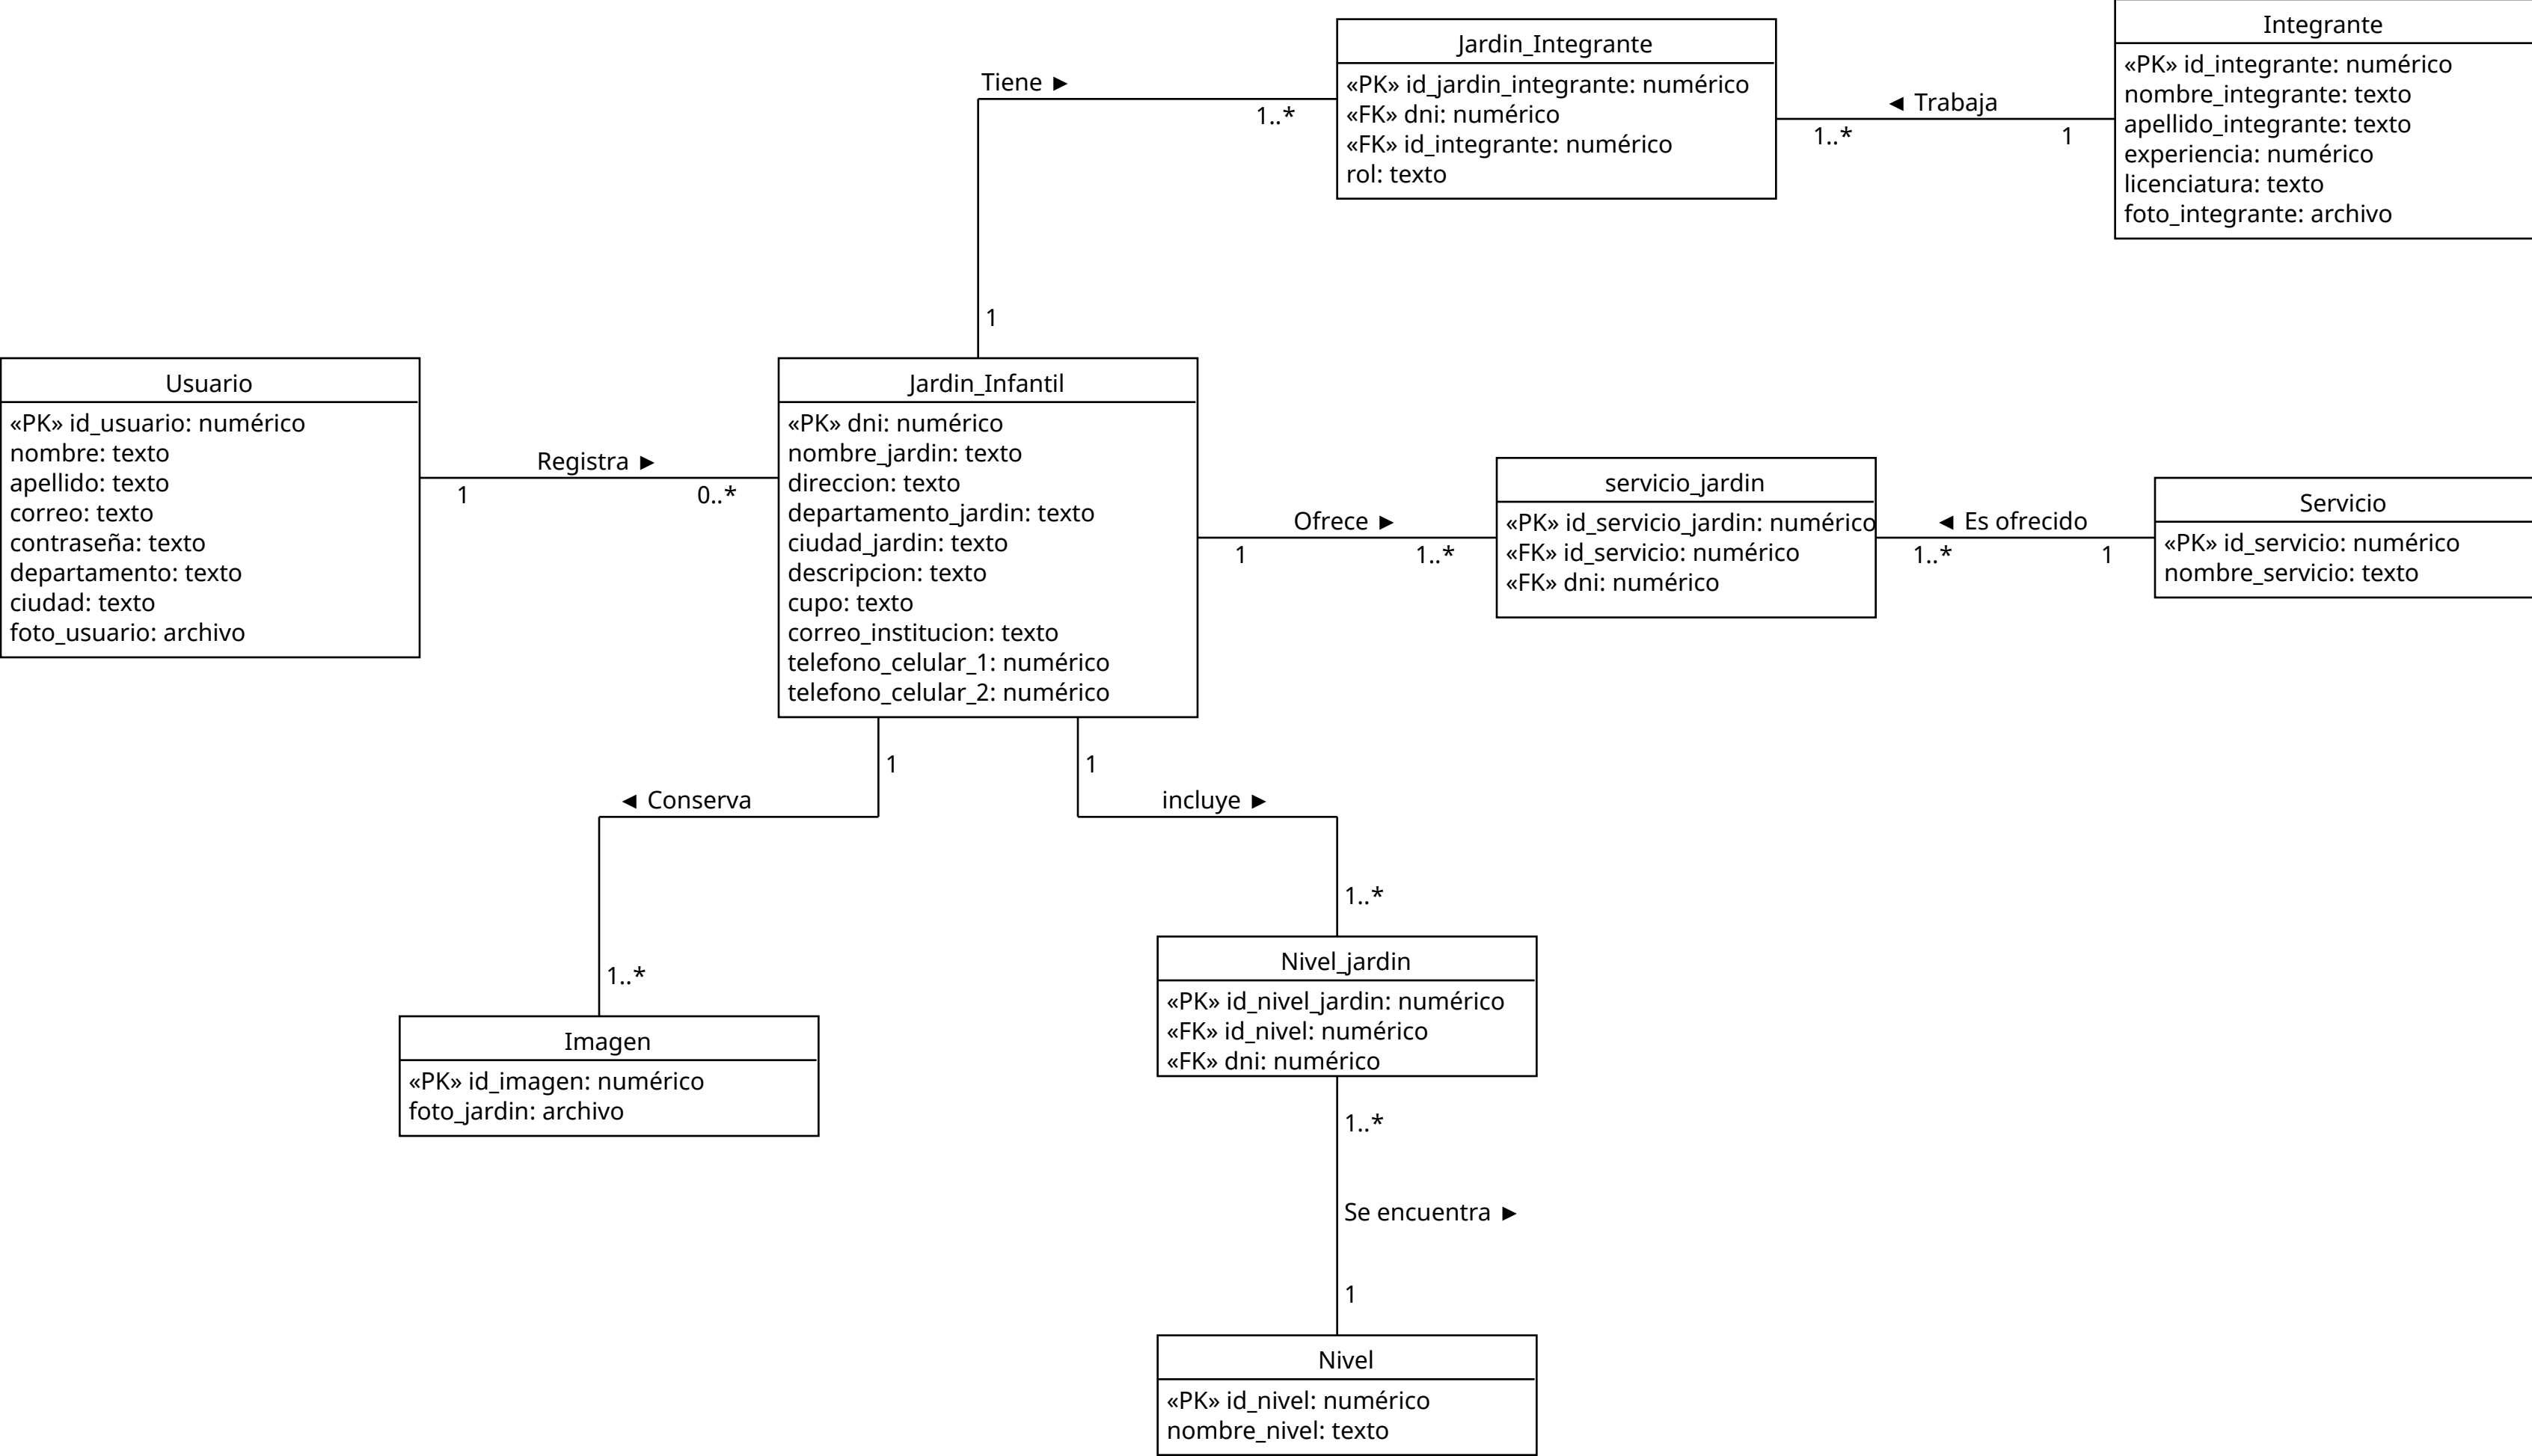 Jardin_Integrante
«PK» id_jardin_integrante: numérico
«FK» dni: numérico
«FK» id_integrante: numérico
rol: texto
Integrante
«PK» id_integrante: numérico
nombre_integrante: texto
apellido_integrante: texto
experiencia: numérico
licenciatura: texto
foto_integrante: archivo
Tiene ►
1..*
1
◄ Trabaja
1..*
1
Usuario
«PK» id_usuario: numérico
nombre: texto
apellido: texto
correo: texto
contraseña: texto
departamento: texto
ciudad: texto
foto_usuario: archivo
Registra ►
1
0..*
Jardin_Infantil
«PK» dni: numérico
nombre_jardin: texto
direccion: texto
departamento_jardin: texto
ciudad_jardin: texto
descripcion: texto
cupo: texto
correo_institucion: texto
telefono_celular_1: numérico
telefono_celular_2: numérico
Ofrece ►
1
1..*
servicio_jardin
«PK» id_servicio_jardin: numérico
«FK» id_servicio: numérico
«FK» dni: numérico
◄ Es ofrecido
1..*
1
Servicio
«PK» id_servicio: numérico
nombre_servicio: texto
1
◄ Conserva
1..*
1
incluye ►
1..*
Imagen
«PK» id_imagen: numérico
foto_jardin: archivo
Nivel_jardin
«PK» id_nivel_jardin: numérico
«FK» id_nivel: numérico
«FK» dni: numérico
1..*
Se encuentra ►
1
Nivel
«PK» id_nivel: numérico
nombre_nivel: texto